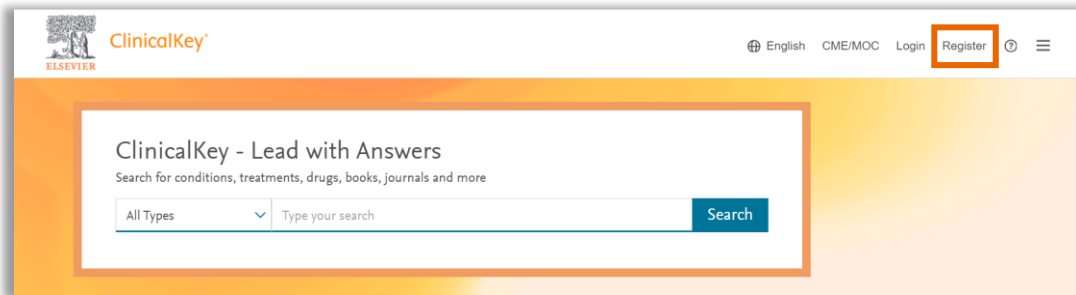 ELSEVIER
ClinicalKey®
English CME/MOC Login Register ?
ClinicalKey - Lead with Answers
Search for conditions, treatments, drugs, books, journals and more
All Types Type your search Search